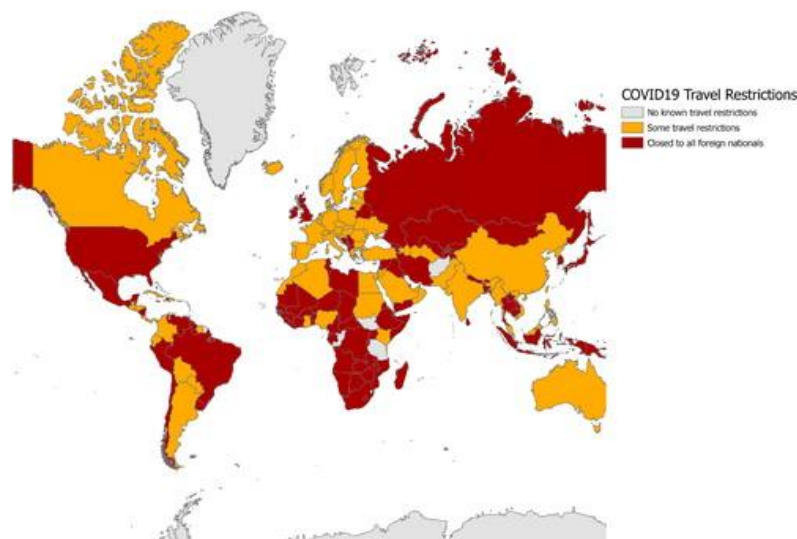 COVID19 Travel Restrictions
No known travel restrictions
Some travel restrictions
Closed to all foreign nationals